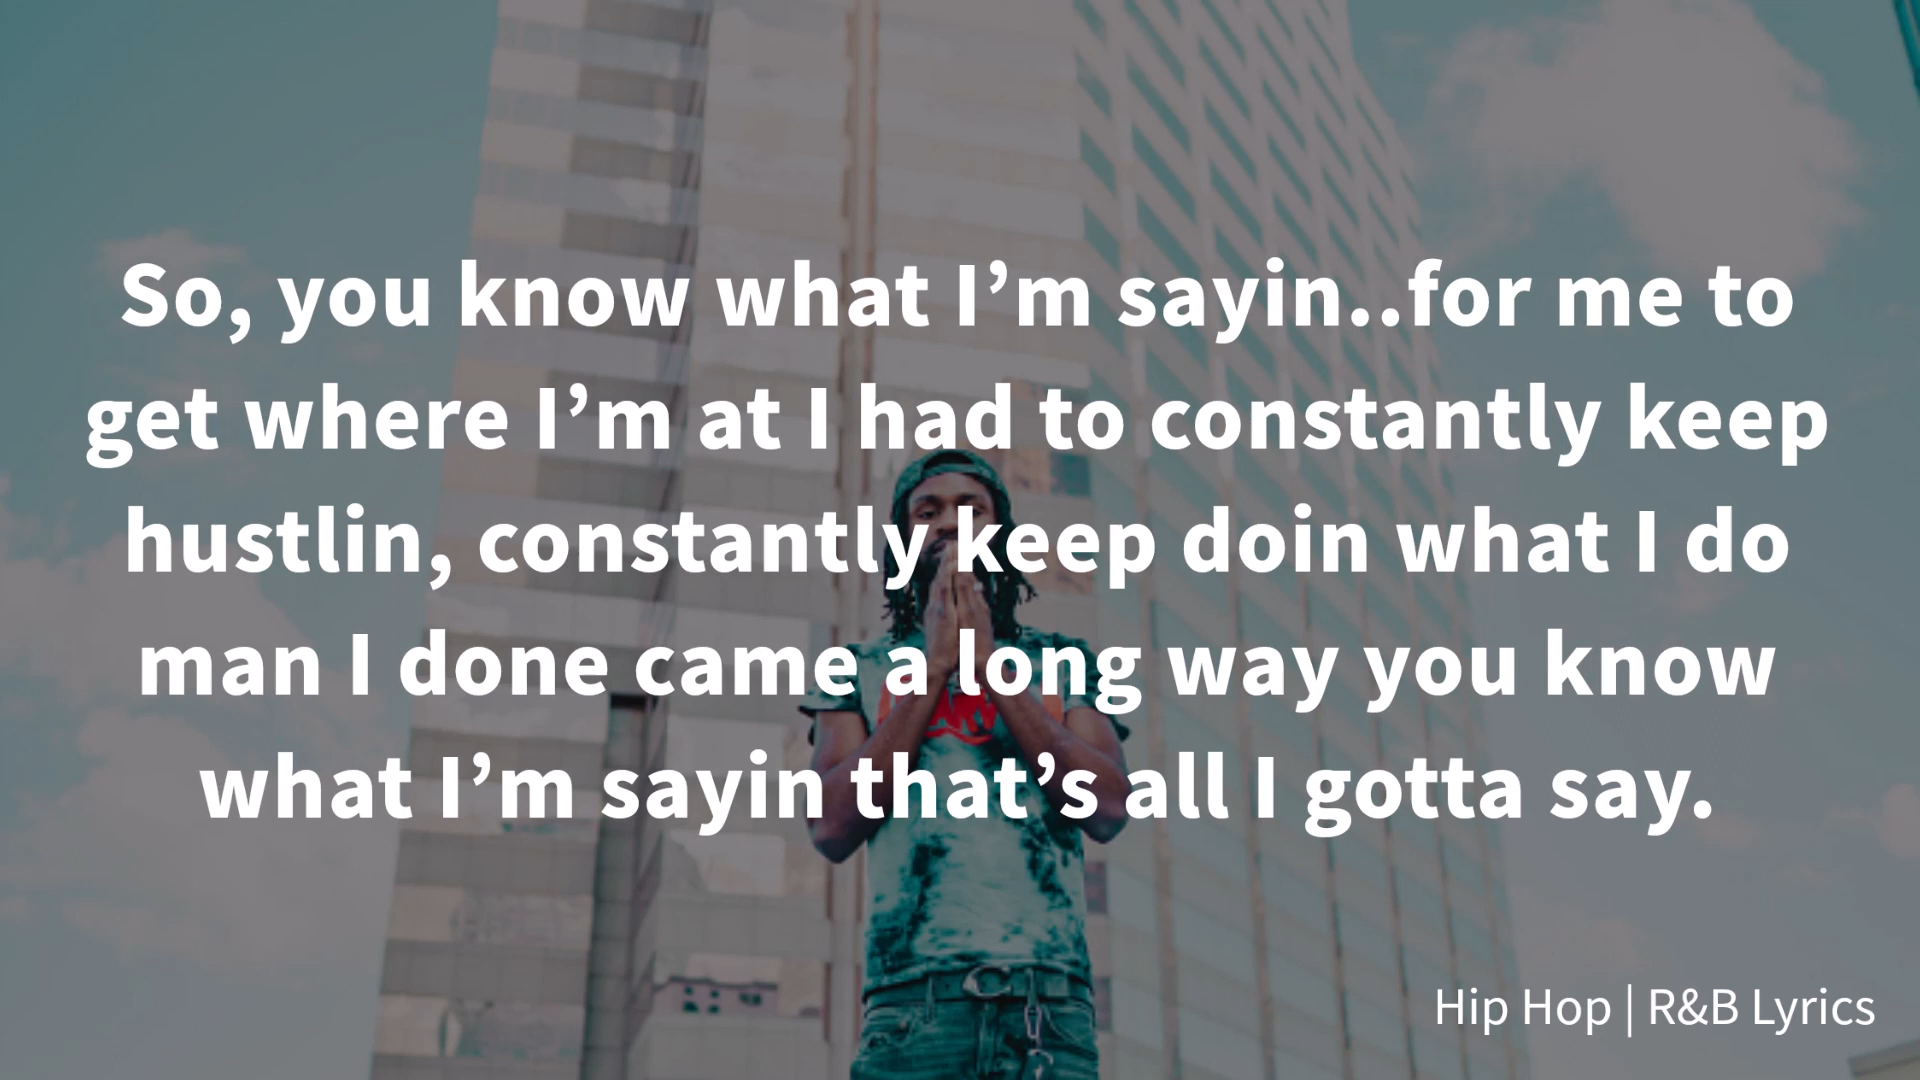 So, you know what I’m sayin..for me to
get where I’m at I had to constantly keep
hustlin, constantly keep doin what I do
man I done came a long way you know
what I’m sayin that’s all I gotta say.
Hip Hop | R&B Lyrics